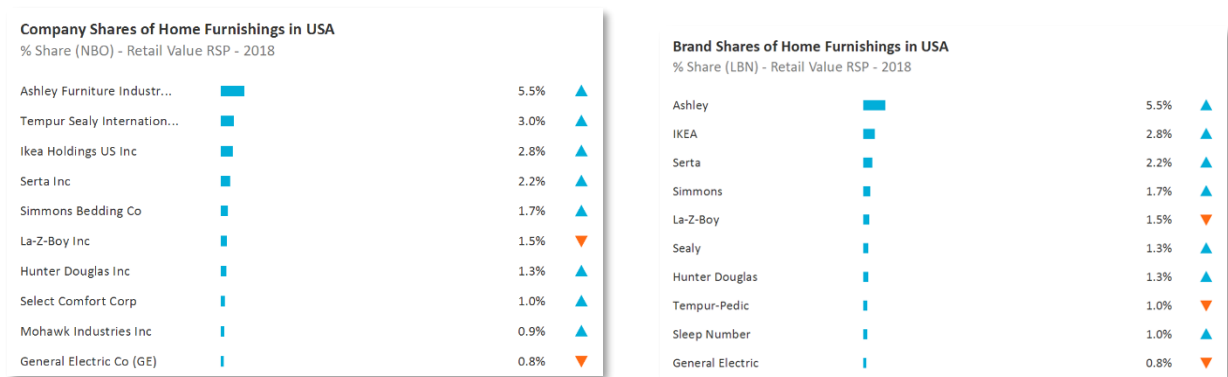 Company Shares of Home Furnishings in USA
% Share (NBO) - Retail Value RSP - 2018
Ashley Furniture Industr... 5.5%
Tempur Sealy Internation... 3.0%
Ikea Holdings US Inc 2.8%
Serta Inc 2.2%
Simmons Bedding Co 1.7%
La-Z-Boy Inc 1.5%
Hunter Douglas Inc 1.3%
Select Comfort Corp 1.0%
Mohawk Industries Inc 0.9%
General Electric Co (GE) 0.8%
Brand Shares of Home Furnishings in USA
% Share (LBN) - Retail Value RSP - 2018
Ashley 5.5%
IKEA 2.8%
Serta 2.2%
Simmons 1.7%
La-Z-Boy 1.5%
Sealy 1.3%
Hunter Douglas 1.3%
Tempur-Pedic 1.0%
Sleep Number 1.0%
General Electric 0.8%